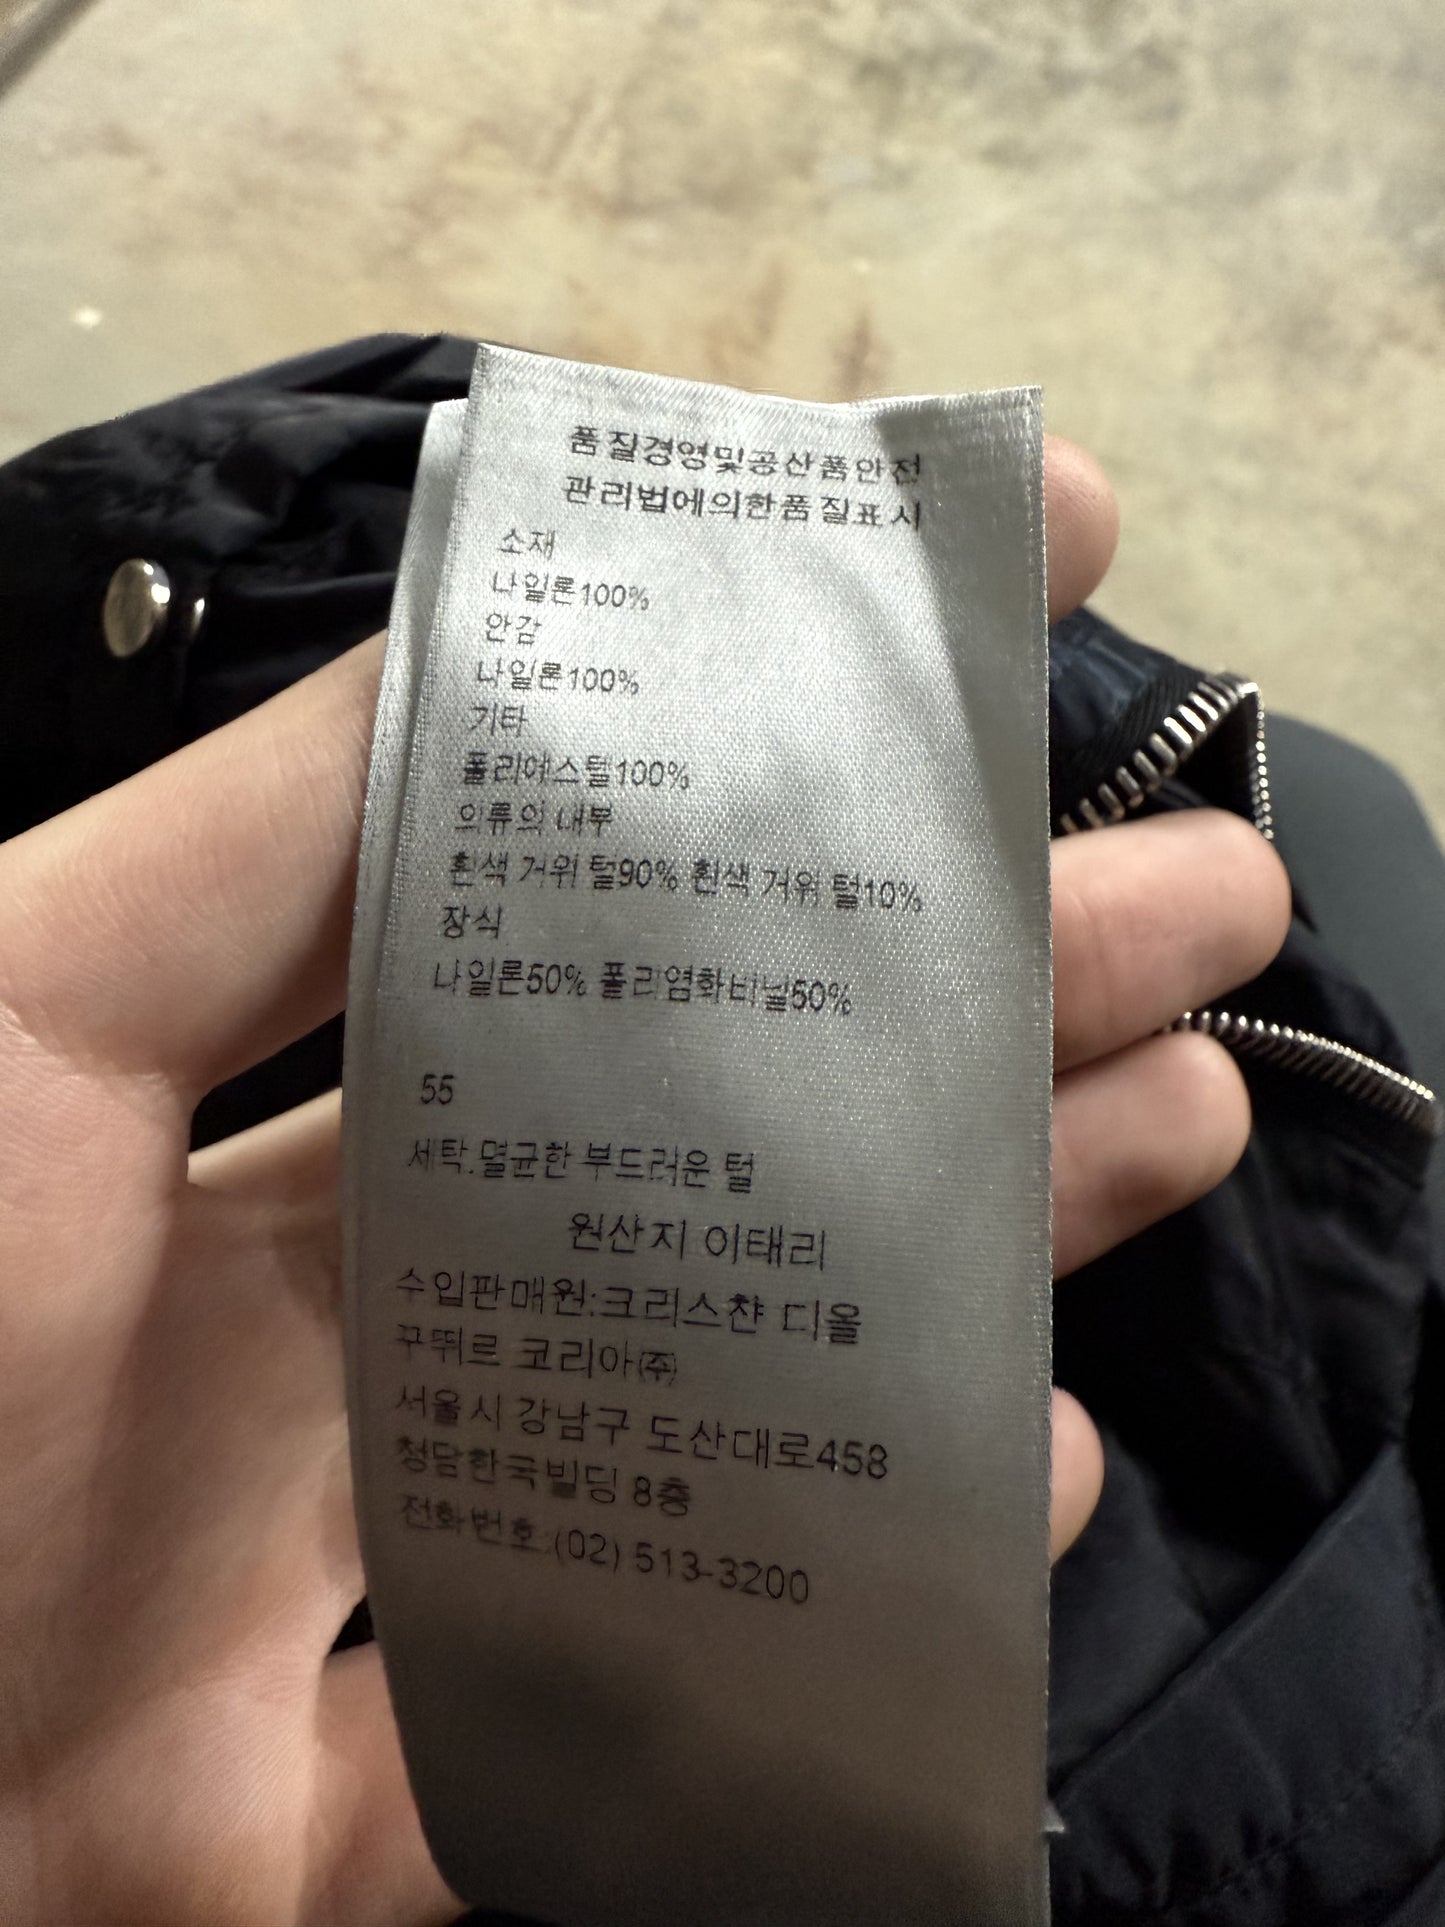 품질경영및공산품안전
관리법에의한품질표시
소재
나일론100%
안감
나일론100%
기타
폴리에스텔100%
의류의 내부
흰색 거위 털90% 흰색 거위 털10%
장식
나일론50% 폴리염화비닐50%
55
세탁.멸균한 부드러운 털
원산지 이태리
수입판매원:크리스챤 디올
꾸뛰르 코리아㈜
서울시 강남구 도산대로458
청담한국빌딩 8층
전화번호:(02) 513-3200